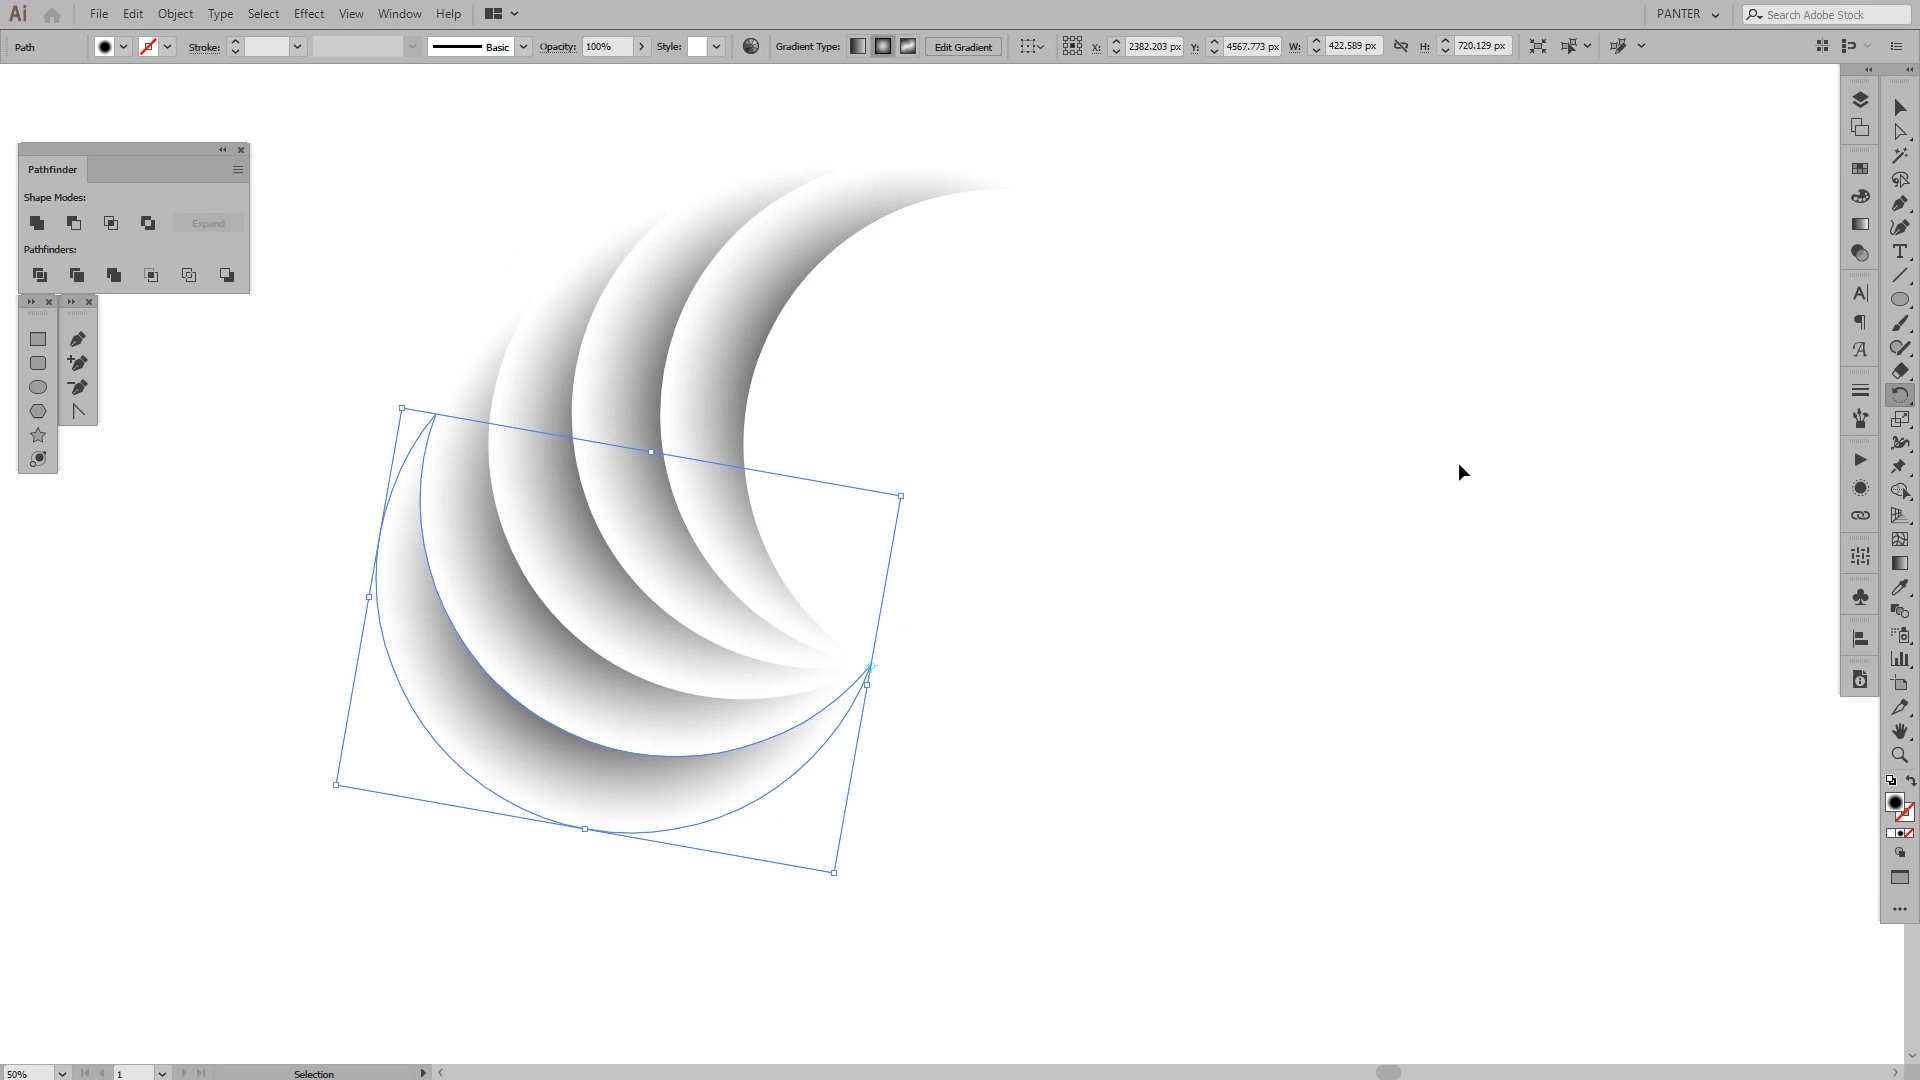 Ai File Edit Object Type Select Effect View Window Help PANTER Search Adobe Stock
Path Stroke: Basic Opacity: 100% Style: Gradient Type: Edit Gradient X: 2382.203 px Y: 4567.773 px W: 422.589 px H: 720.129 px
Pathfinder
Shape Modes:
Expand
Pathfinders:
50% 1 Selection